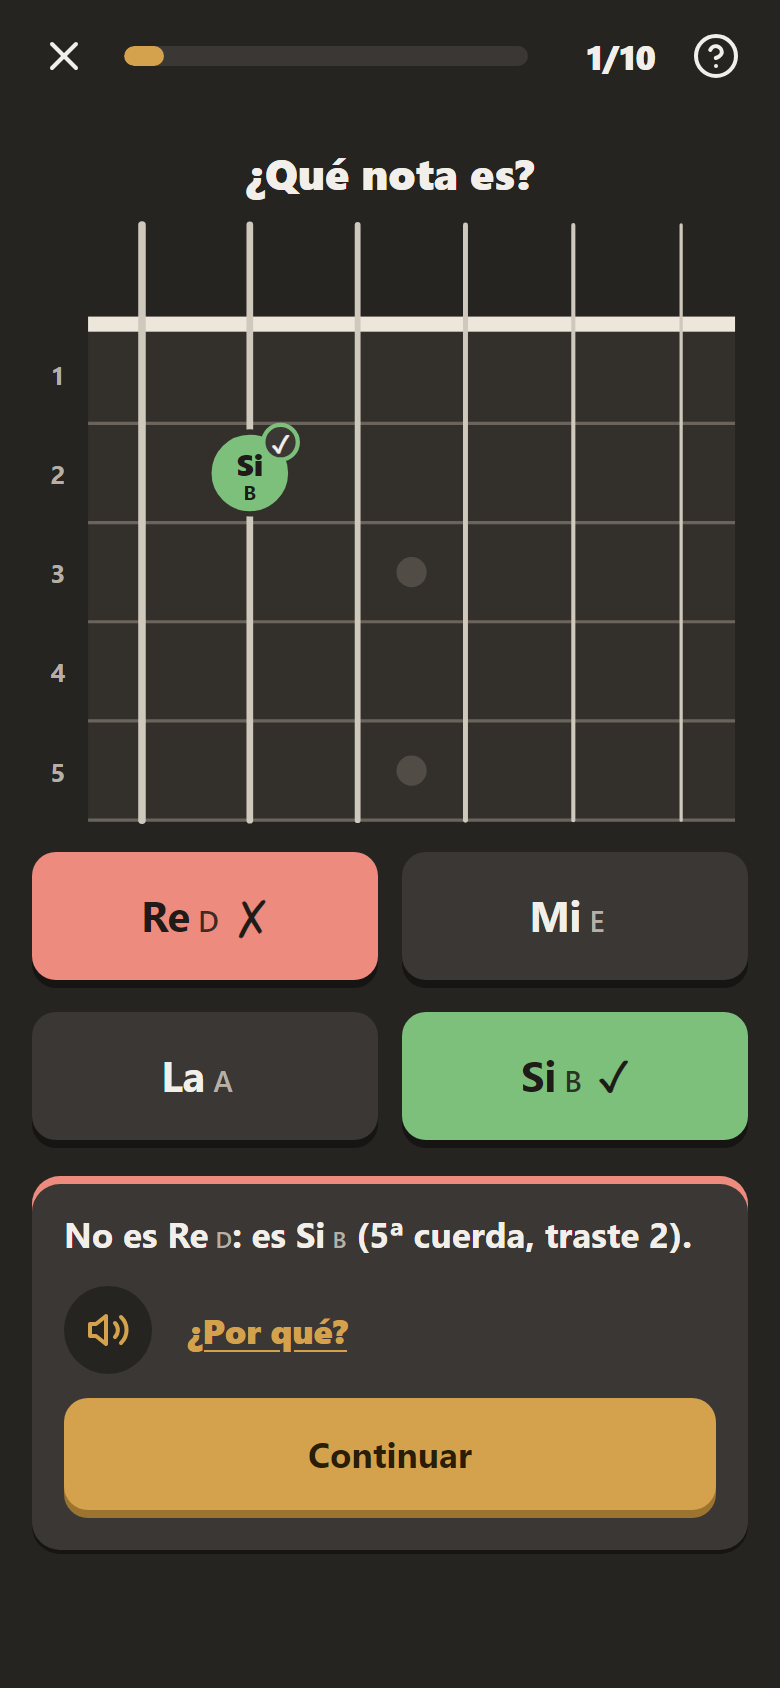 1/10
¿Qué nota es?
1
2
Si
B
3
4
5
Re D ✗
Mi E
La A
Si B ✓
No es Re D: es Si B (5ª cuerda, traste 2).
¿Por qué?
Continuar